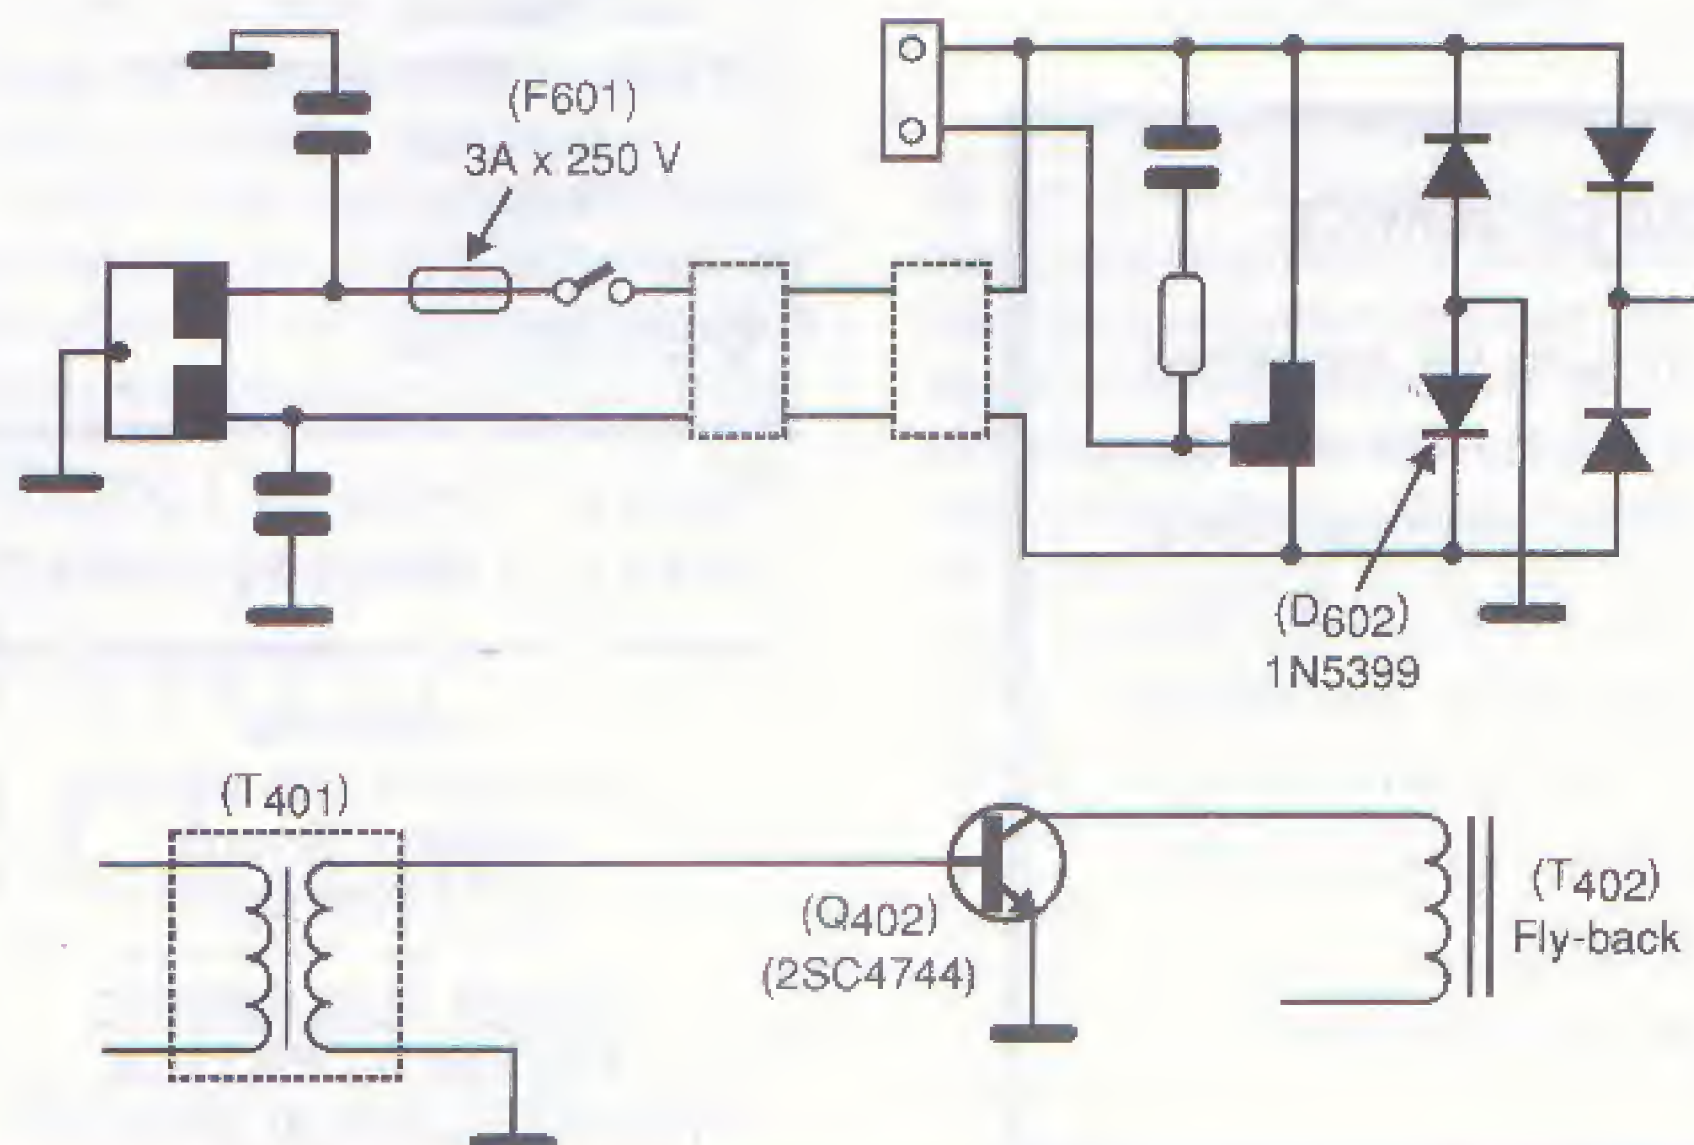 (F601)
3A x 250 V
(D602)
1N5399
(T401)
(Q402)
(2SC4744)
(T402)
Fly-back